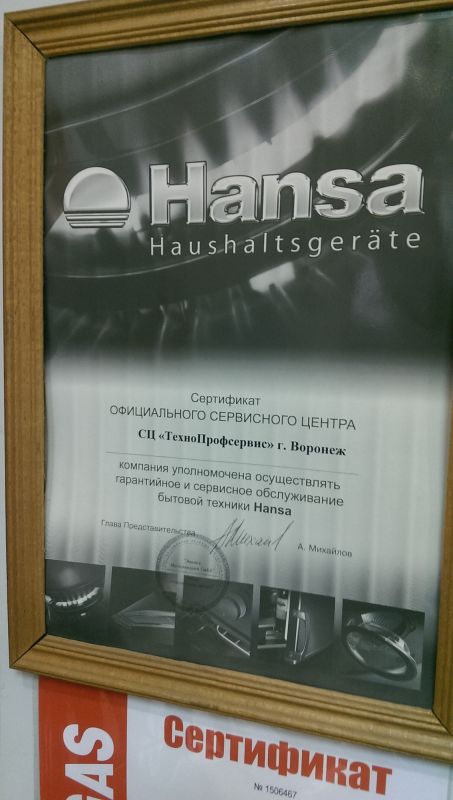 Hansa
Haushaltsgeräte
Сертификат
ОФИЦИАЛЬНОГО СЕРВИСНОГО ЦЕНТРА
СЦ «ТехноПрофсервис» г. Воронеж
компания уполномочена осуществлять
гарантийное и сервисное обслуживание
бытовой техники Hansa
Глава Представительства
А. Михайлов
GAS
Сертификат
№ 1506467